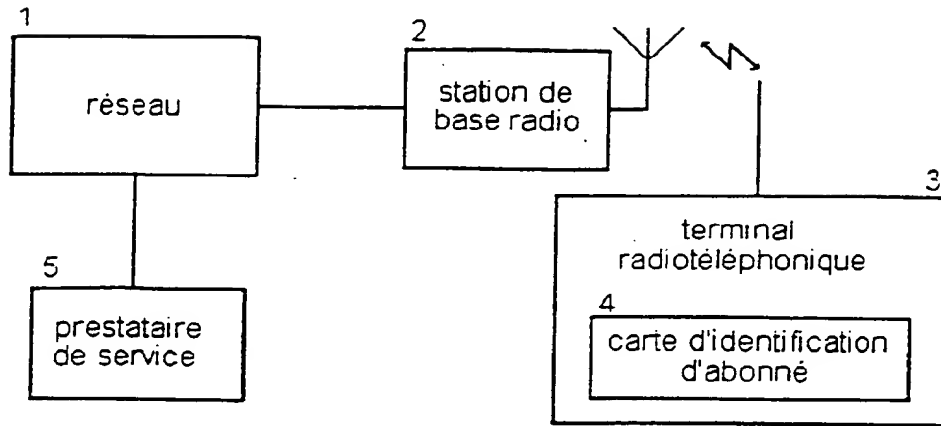 1
réseau
2
station de
base radio
3
terminal
radiotéléphonique
4
carte d'identification
d'abonné
5
prestataire
de service